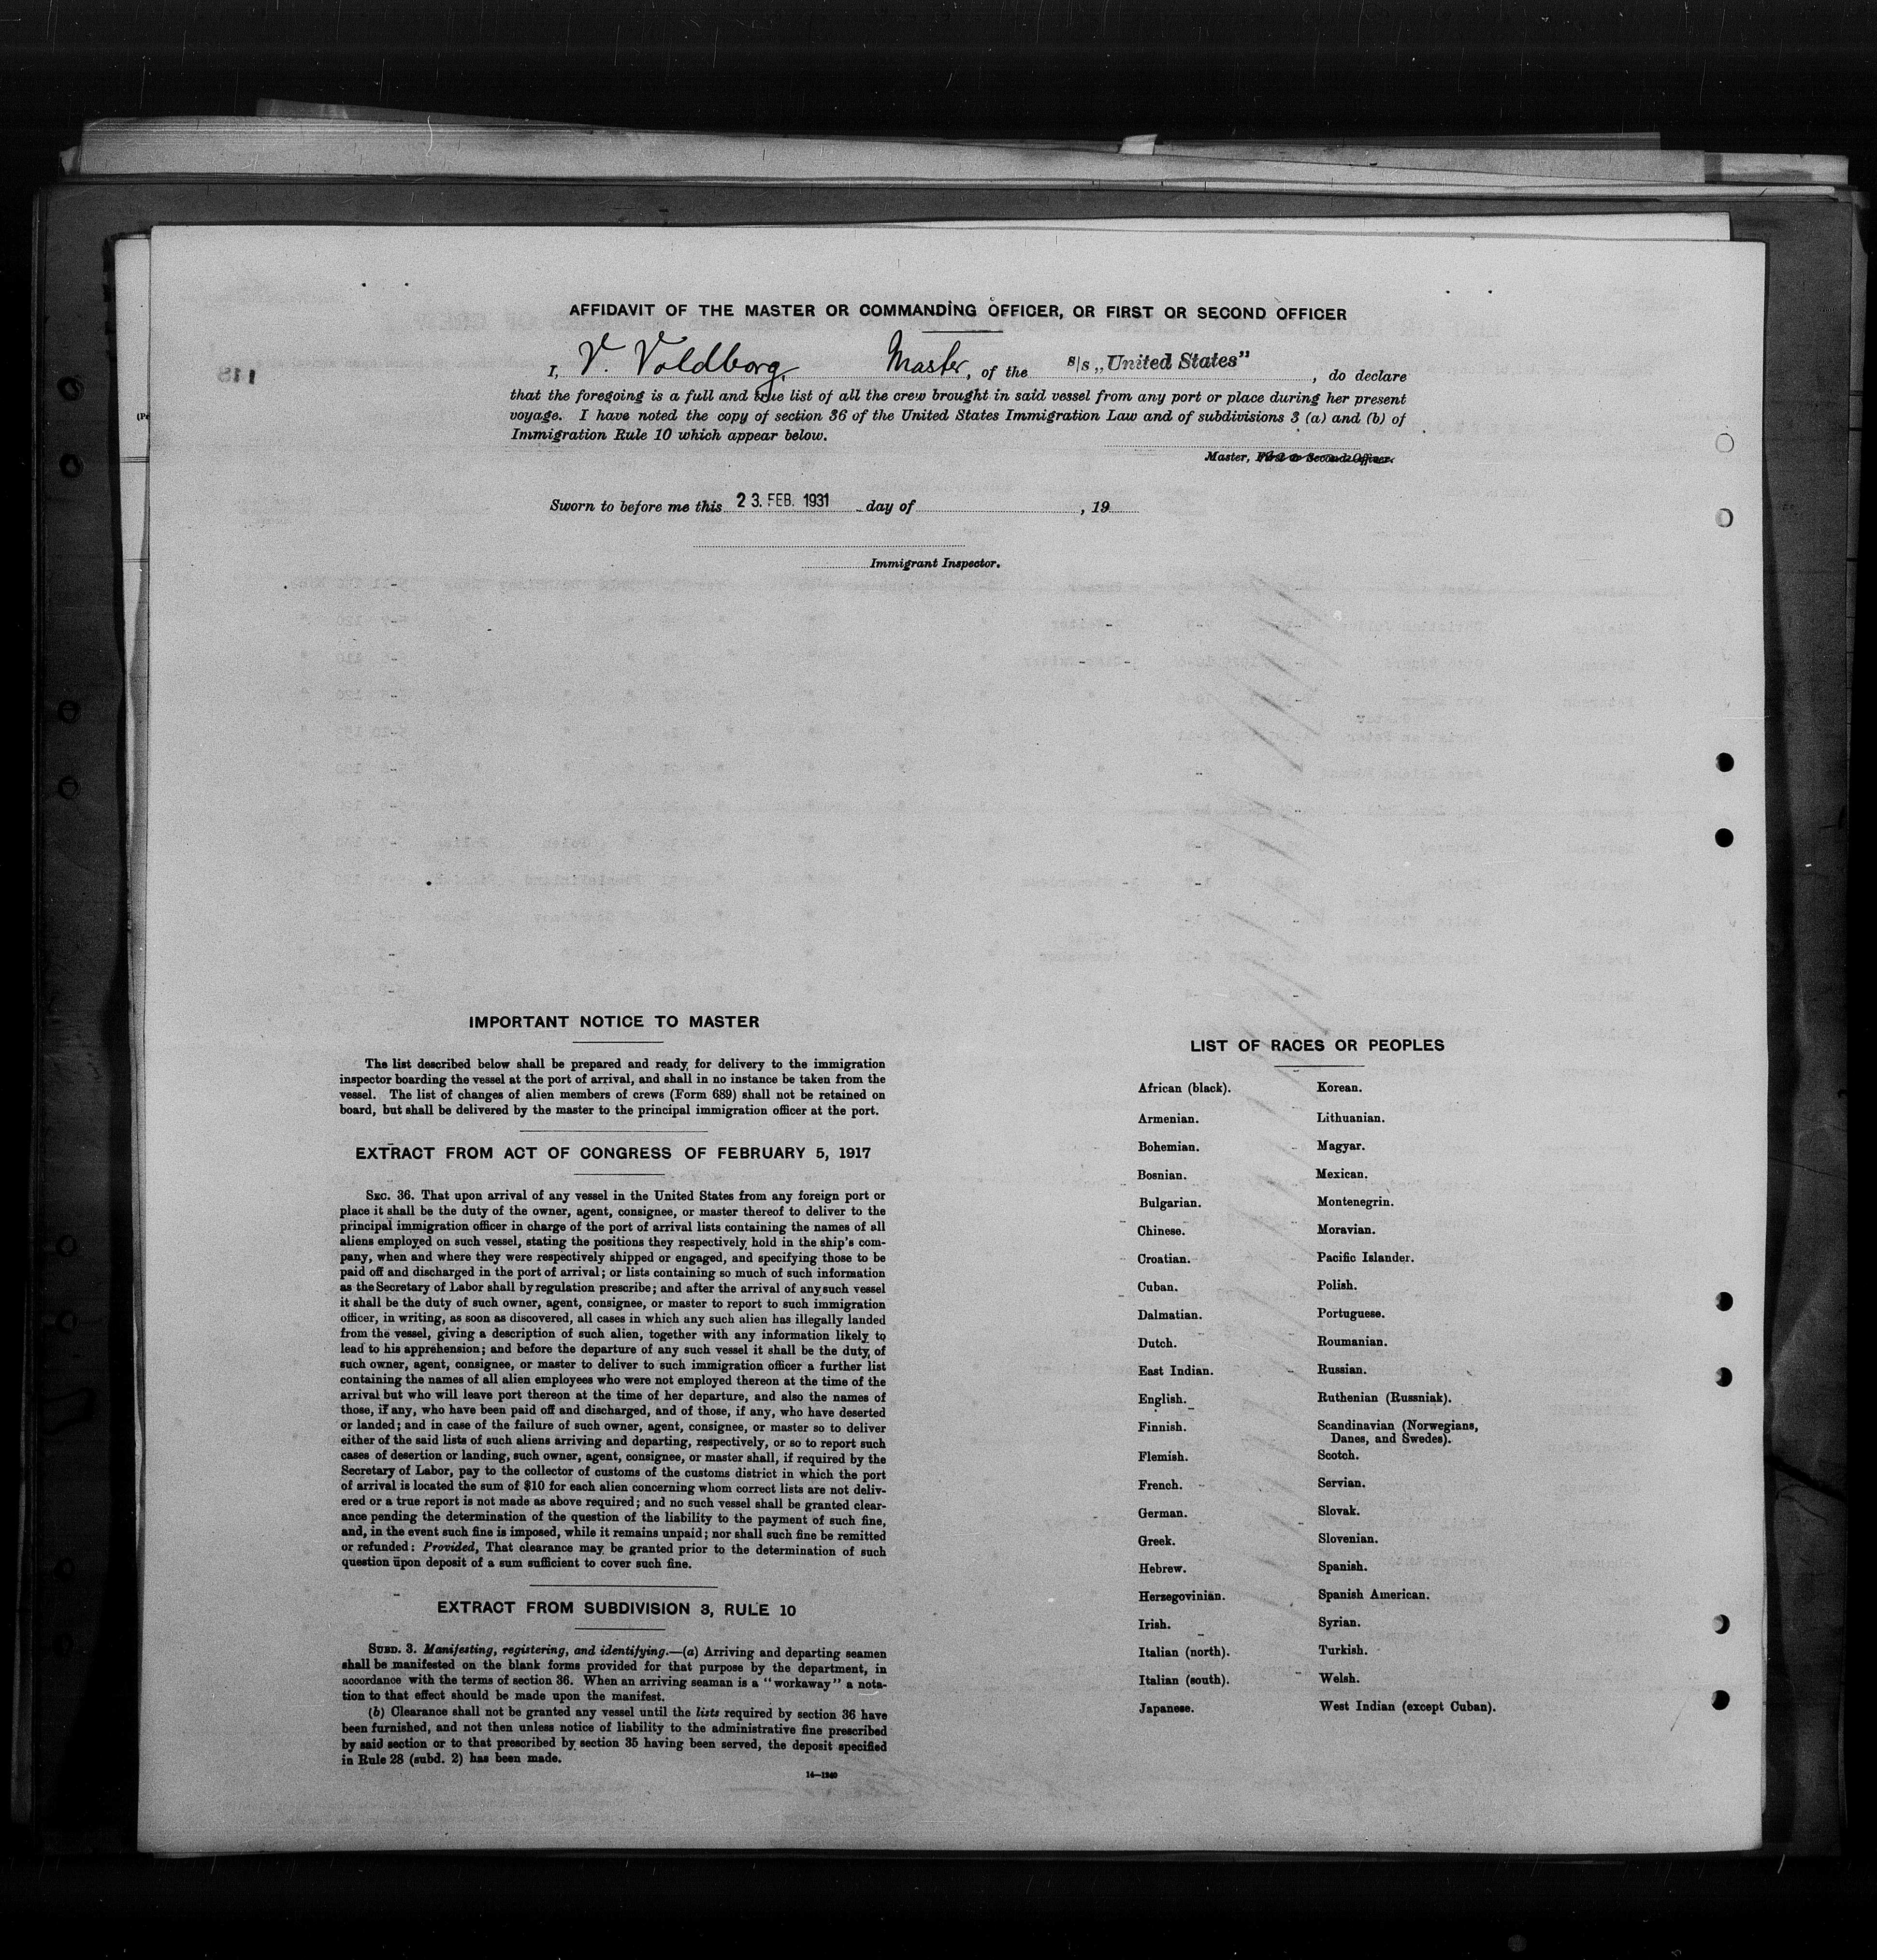 AFFIDAVIT OF THE MASTER OR COMMANDING OFFICER, OR FIRST OR SECOND OFFICER
I, V. Voldborg, Master, of the s/s „United States", do declare
that the foregoing is a full and true list of all the crew brought in said vessel from any port or place during her present
voyage. I have noted the copy of section 36 of the United States Immigration Law and of subdivisions 3 (a) and (b) of
Immigration Rule 10 which appear below.
Master, First or Second Officer.
Sworn to before me this 23. FEB. 1931 day of , 19
Immigrant Inspector.
IMPORTANT NOTICE TO MASTER
The list described below shall be prepared and ready for delivery to the immigration
inspector boarding the vessel at the port of arrival, and shall in no instance be taken from the
vessel. The list of changes of alien members of crews (Form 689) shall not be retained on
board, but shall be delivered by the master to the principal immigration officer at the port.
EXTRACT FROM ACT OF CONGRESS OF FEBRUARY 5, 1917
SEC. 36. That upon arrival of any vessel in the United States from any foreign port or
place it shall be the duty of the owner, agent, consignee, or master thereof to deliver to the
principal immigration officer in charge of the port of arrival lists containing the names of all
aliens employed on such vessel, stating the positions they respectively hold in the ship's com-
pany, when and where they were respectively shipped or engaged, and specifying those to be
paid off and discharged in the port of arrival; or lists containing so much of such information
as the Secretary of Labor shall by regulation prescribe; and after the arrival of any such vessel
it shall be the duty of such owner, agent, consignee, or master to report to such immigration
officer, in writing, as soon as discovered, all cases in which any such alien has illegally landed
from the vessel, giving a description of such alien, together with any information likely to
lead to his apprehension; and before the departure of any such vessel it shall be the duty of
such owner, agent, consignee, or master to deliver to such immigration officer a further list
containing the names of all alien employees who were not employed thereon at the time of the
arrival but who will leave port thereon at the time of her departure, and also the names of
those, if any, who have been paid off and discharged, and of those, if any, who have deserted
or landed; and in case of the failure of such owner, agent, consignee, or master so to deliver
either of the said lists of such aliens arriving and departing, respectively, or so to report such
cases of desertion or landing, such owner, agent, consignee, or master shall, if required by the
Secretary of Labor, pay to the collector of customs of the customs district in which the port
of arrival is located the sum of $10 for each alien concerning whom correct lists are not deliv-
ered or a true report is not made as above required; and no such vessel shall be granted clear-
ance pending the determination of the question of the liability to the payment of such fine,
and, in the event such fine is imposed, while it remains unpaid; nor shall such fine be remitted
or refunded: Provided, That clearance may be granted prior to the determination of such
question upon deposit of a sum sufficient to cover such fine.
EXTRACT FROM SUBDIVISION 3, RULE 10
SUBD. 3. Manifesting, registering, and identifying.—(a) Arriving and departing seamen
shall be manifested on the blank forms provided for that purpose by the department, in
accordance with the terms of section 36. When an arriving seaman is a "workaway" a nota-
tion to that effect should be made upon the manifest.
(b) Clearance shall not be granted any vessel until the lists required by section 36 have
been furnished, and not then unless notice of liability to the administrative fine prescribed
by said section or to that prescribed by section 35 having been served, the deposit specified
in Rule 28 (subd. 2) has been made.
14—1240
LIST OF RACES OR PEOPLES
African (black).
Armenian.
Bohemian.
Bosnian.
Bulgarian.
Chinese.
Croatian.
Cuban.
Dalmatian.
Dutch.
East Indian.
English.
Finnish.
Flemish.
French.
German.
Greek.
Hebrew.
Herzegovinian.
Irish.
Italian (north).
Italian (south).
Japanese.
Korean.
Lithuanian.
Magyar.
Mexican.
Montenegrin.
Moravian.
Pacific Islander.
Polish.
Portuguese.
Roumanian.
Russian.
Ruthenian (Russniak).
Scandinavian (Norwegians,
Danes, and Swedes).
Scotch.
Servian.
Slovak.
Slovenian.
Spanish.
Spanish American.
Syrian.
Turkish.
Welsh.
West Indian (except Cuban).